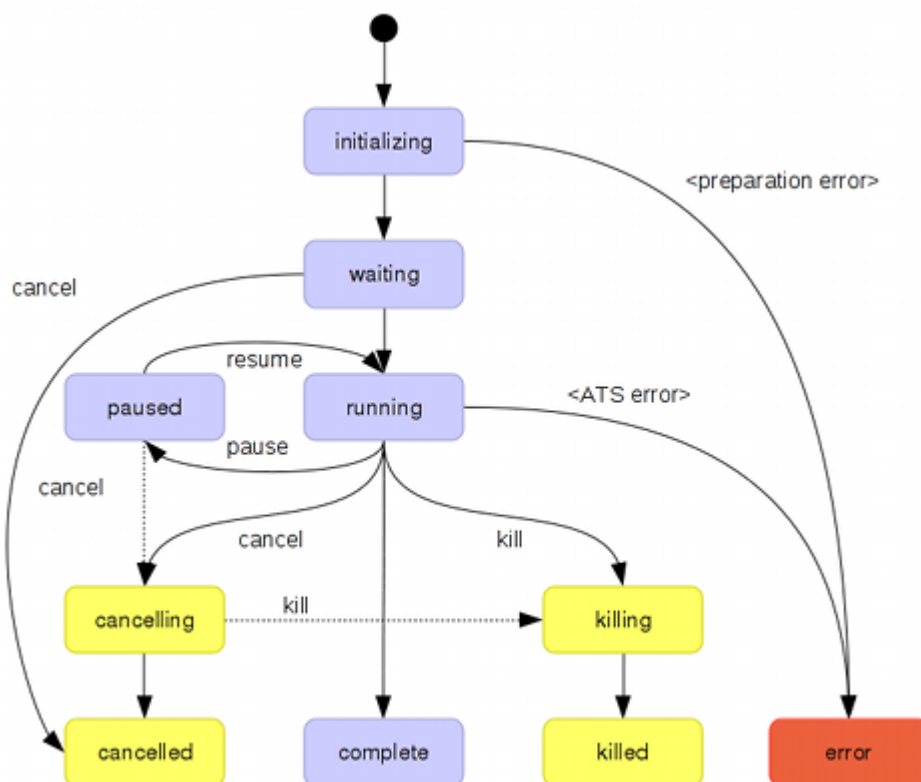 initializing
<preparation error>
waiting
cancel
resume
paused
running
<ATS error>
pause
cancel
cancel
kill
cancelling
kill
killing
cancelled
complete
killed
error